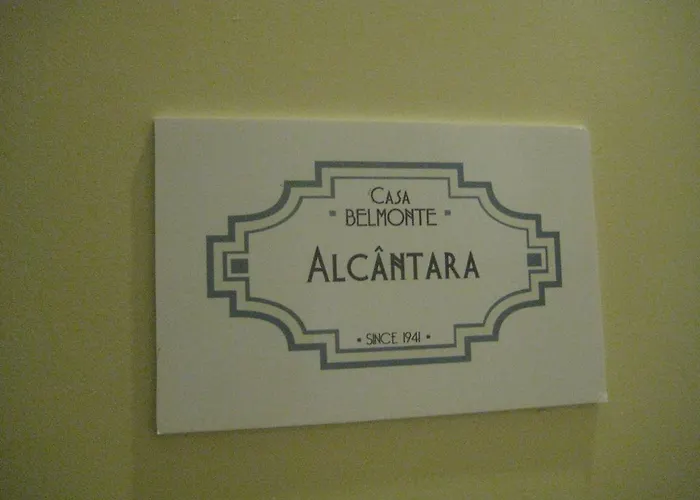 CASA
▪ BELMONTE ▪
ALCÂNTARA
• SINCE 1941 •